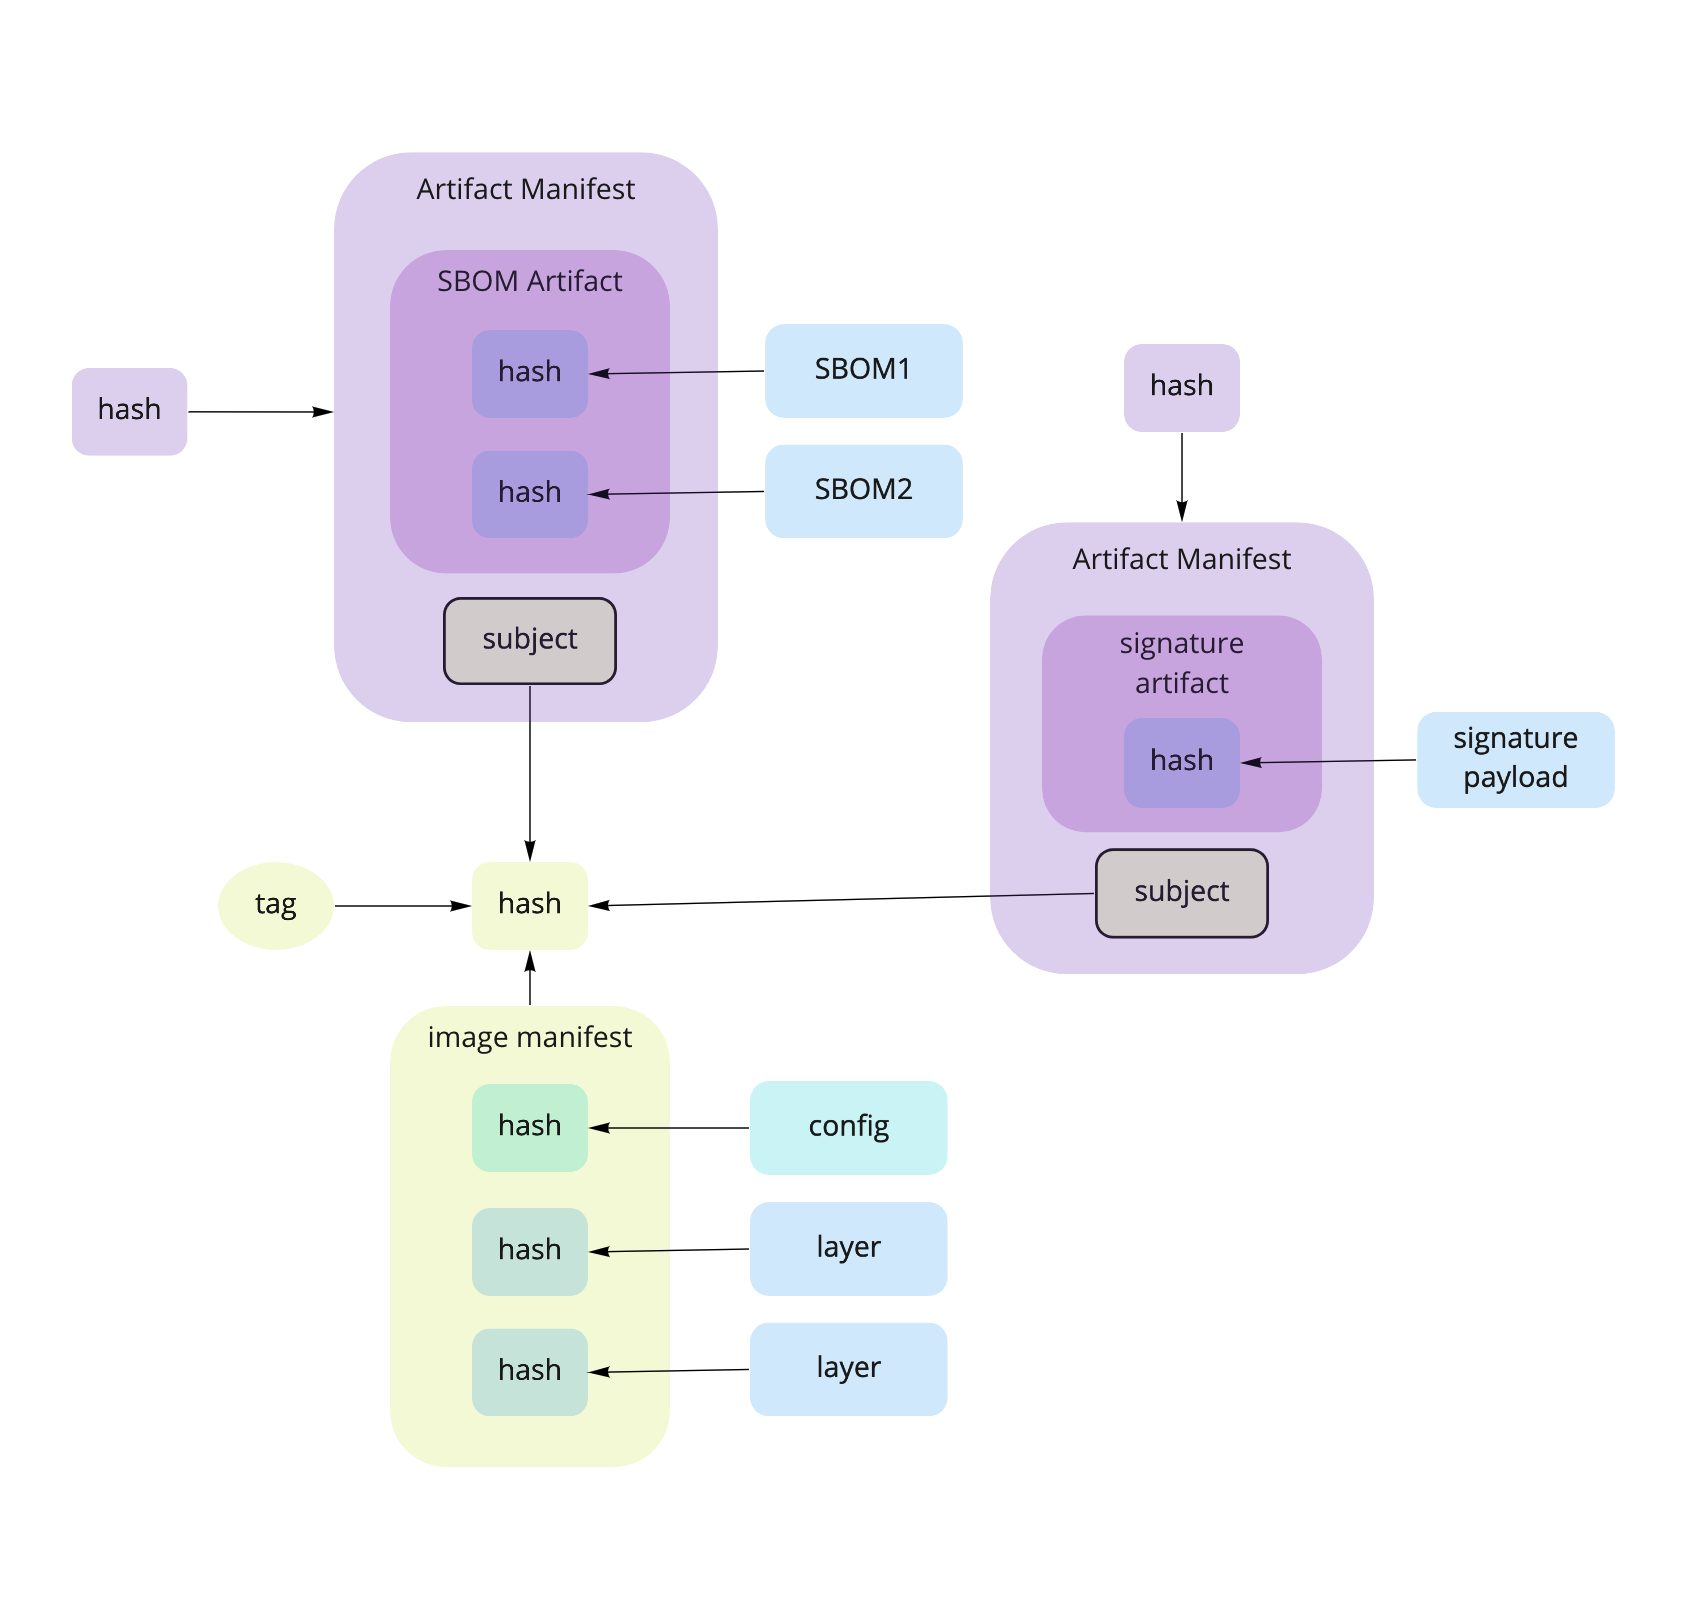 Artifact Manifest
SBOM Artifact
hash
SBOM1
hash
SBOM2
hash
subject
hash
Artifact Manifest
signature
artifact
hash
signature
payload
subject
tag
hash
image manifest
hash
config
hash
layer
hash
layer